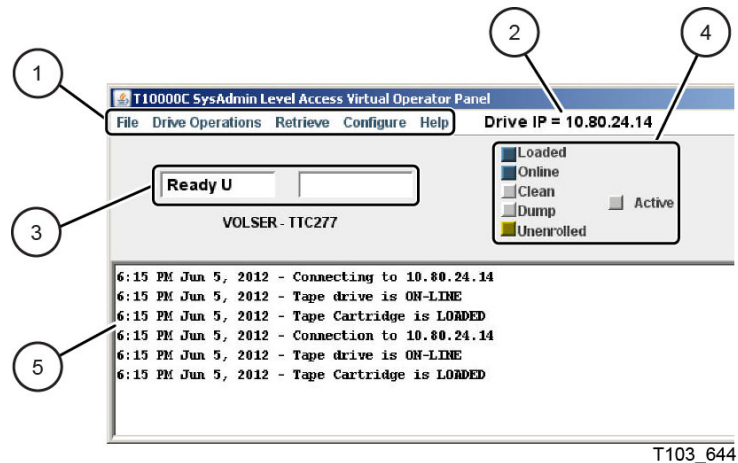 2
4
1
T10000C SysAdmin Level Access Virtual Operator Panel
File Drive Operations Retrieve Configure Help Drive IP = 10.80.24.14
Loaded
Online
Clean
Dump
Unenrolled
Active
Ready U
3
VOLSER - TTC277
6:15 PM Jun 5, 2012 - Connecting to 10.80.24.14
6:15 PM Jun 5, 2012 - Tape drive is ON-LINE
6:15 PM Jun 5, 2012 - Tape Cartridge is LOADED
6:15 PM Jun 5, 2012 - Connection to 10.80.24.14
6:15 PM Jun 5, 2012 - Tape drive is ON-LINE
6:15 PM Jun 5, 2012 - Tape Cartridge is LOADED
5
T103_644